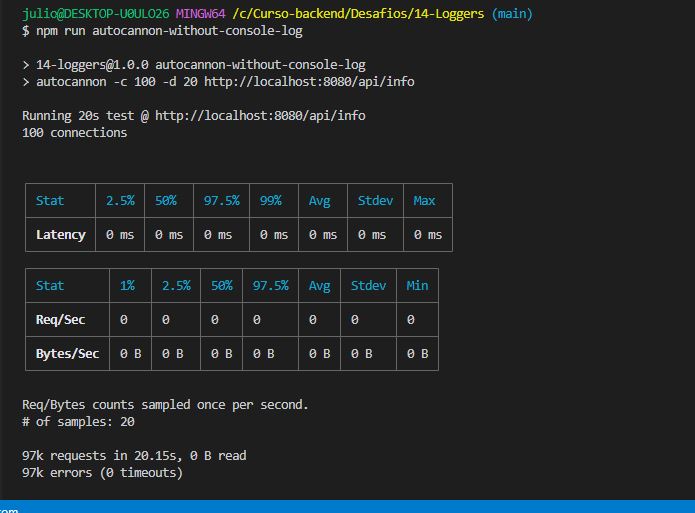 julio@DESKTOP-U0ULO26 MINGW64 /c/Curso-backend/Desafios/14-Loggers (main)
$ npm run autocannon-without-console-log
> 14-loggers@1.0.0 autocannon-without-console-log
> autocannon -c 100 -d 20 http://localhost:8080/api/info
Running 20s test @ http://localhost:8080/api/info
100 connections
Stat 2.5% 50% 97.5% 99% Avg Stdev Max
Latency 0 ms 0 ms 0 ms 0 ms 0 ms 0 ms 0 ms
Stat 1% 2.5% 50% 97.5% Avg Stdev Min
Req/Sec 0 0 0 0 0 0 0
Bytes/Sec 0 B 0 B 0 B 0 B 0 B 0 B 0 B
Req/Bytes counts sampled once per second.
# of samples: 20
97k requests in 20.15s, 0 B read
97k errors (0 timeouts)